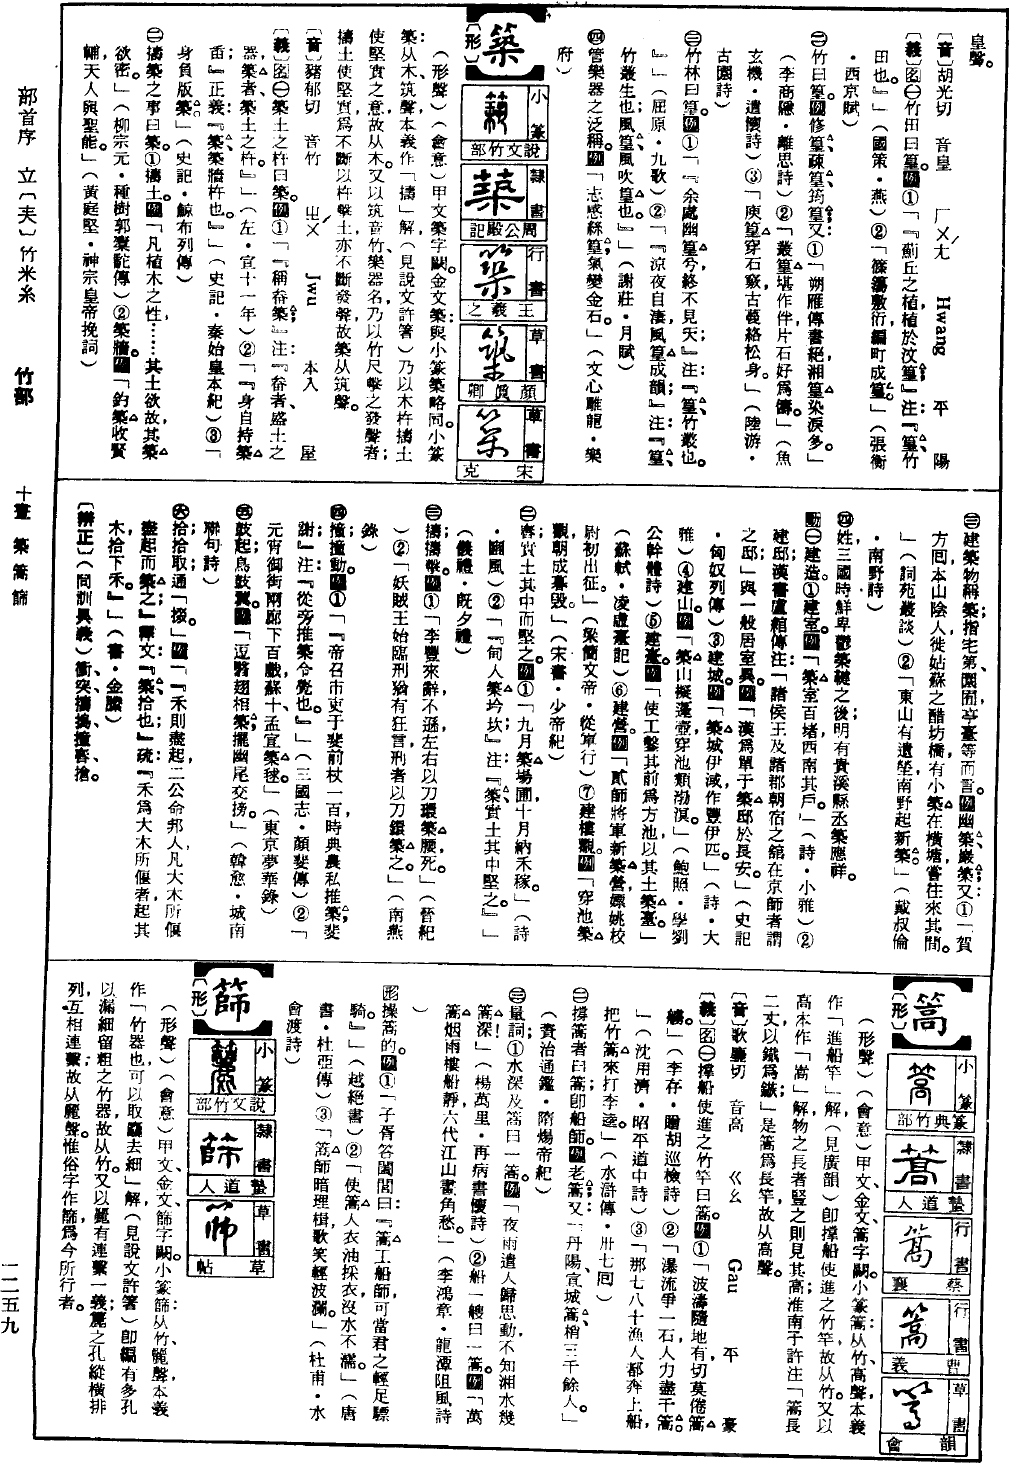 皇聲。
〔音〕胡光切　音皇　ㄏㄨㄤˊ　Hwang　平　陽
〔義〕㊁㊀竹田曰篁。例①「『薊丘之植，植於汶篁』注：『篁，竹
田也。』」（國策・燕）②「篠簜敷衍，編町成篁。」（張衡
・西京賦）
㊁竹曰篁。例修篁、疎篁、筠篁。又①「朔雁傳書絕，湘篁染淚多。」
（李商隱・離思詩）②「叢篁堪作伴，片石好為儔。」（魚
玄機・遣懷詩）③「庾篁穿石竅，古蔓絡松身。」（陸游・
古園詩）
㊂竹林曰篁。例①「『余處幽篁兮終不見天』注：『篁，竹叢也。
』」（屈原・九歌）②「『涼夜自淒，風篁成韻』注：『篁，
竹叢生也；風篁，風吹篁也。』」（謝莊・月賦）
㊃管樂器之泛稱。例「志感絲篁，氣變金石。」（文心雕龍・樂
府）
築
〔形〕
小篆　說文竹部
隸書　周公殿記
行書　王羲之
草書　顏真卿
草書　宋克
（形聲）（會意）甲文築字闕。金文築與小篆築略同。小篆
築：从木，筑聲，本義作「擣」解（見說文許箸）乃以木杵擣土
使堅實之意，故从木。又以筑音竹，樂器名，乃以竹尺擊之發聲者；
擣土使堅實，為不斷以杵擊土，亦不斷發聲，故築从筑聲。
〔音〕豬郁切　音竹　ㄓㄨˊ　Jwu　本入　屋
〔義〕㊁㊀築土之杵曰築。例①「『稱畚築』注：『畚者，盛土之
器；築者，築土之杵。』」（左・宣十一年）②「『身自持築
臿』正義『築，築牆杵也。』」（史記・秦始皇本紀）③「
身負版築」（史記・鯨布列傳）
㊁擣築之事曰築。①擣土。例「凡植木之性……其土欲故，其築
欲密。」（柳宗元・種樹郭橐駝傳）②築牆。例「釣築收賢
輔，天人與聖能。」（黃庭堅・神宗皇帝挽詞）
㊂建築物稱築；指宅第、園囿、亭臺等而言。例幽築、巖築。又①「賀
方回本山陰人，徙姑蘇之醋坊橋，有小築在橫塘，嘗往來其間。
」（詞苑叢談）②「東山有遺塋，南野起新築。」（戴叔倫
・南野詩）
㊃姓；三國時鮮卑鬱築鞬之後；明有貴溪縣丞築應祥。
動㊀建造。①建室。例「築室百堵，西南其戶。」（詩・小雅）②
建邸；漢書盧綰傳注：「諸侯王及諸郡朝宿之館在京師者謂
之邸」與一般居室異。例「漢為單于築邸於長安。」（史記
・匈奴列傳）③建城。例「築城伊淢，作豐伊匹。」（詩・大
雅）④建山。例「築山擬蓬壺，穿池類渤溟。」（鮑照・學劉
公幹體詩）⑤建臺。例「使工鑿其前為方池，以其土築臺。」
（蘇軾・凌虛臺記）⑥建營。例「貳師將軍新築營，嫖姚校
尉初出征。」（梁簡文帝・從軍行）⑦建樓觀。例「穿池築
觀，朝成暮毀。」（宋書・少帝紀）
㊁舂實土其中而堅之。例①「九月築場圃，十月納禾稼。」（詩
・豳風）②「『甸人築坅坎』注：『築實土其中堅之。』」
（儀禮・既夕禮）
㊂擣；擊。例①「李豐來，辭不遜，左右以刀環築腰，死。」（晉紀
）②「妖賊王始臨刑，猶有狂言，刑者以刀鐶築之。」（南燕
錄）
㊃撞；撞動。例①「『帝召市吏於斐前，杖一百，時典農私推築斐
謝』注：『從旁推築，令覺也。』」（三國志・顏斐傳）②「
元宵御街兩廊下百戲，蘇十、孟宣築毬。」（東京夢華錄）
㊄鼓起；鳥鼓翼。例「逗翳翅相築，擺幽尾交搒。」（韓愈・城南
聯句詩）
㊅拾；拾取；通「掇」。例「『禾則盡起，二公命邦人，凡大木所偃，
盡起而築之』釋文『築，拾也』疏『禾為大木所偃者，起其
木，拾下禾。』」（書・金縢）
〔辨正〕（同訓異義）衝、突、擣、搗、撞、舂、搶。
篙
〔形〕
小篆　篆典竹部
隸書　蟄道人
行書　蔡襄
行書　曹義
草書　草書韻會
（形聲）（會意）甲文、金文篙字闕。小篆篙：从竹，高聲，本義
作「進船竿」解（見廣韻）即撐船使進之竹竿，故从竹。又以
高本作「嵩」解，物之長者豎之則見其高；淮南子許注「篙長
二丈，以鐵為鏃」是篙為長竿，故从高聲。
〔音〕歌鏖切　音高　ㄍㄠ　Gau　平　豪
〔義〕㊁㊀撐船使進之竹竿曰篙。例①「波濤隨地有，切莫倦篙
艣。」（李存・贈胡巡檢詩）②「瀑流爭一石，人力盡千篙。
」（沈用濟・昭平道中詩）③「那七八十漁人都奔上船，
把竹篙來打李逵。」（水滸傳・卅七囘）
㊁撐篙者曰篙；即船師。例老篙。又「丹陽宣城篙梢三千餘人。」
（資治通鑑・隋煬帝紀）
㊂量詞：①水深及篙曰一篙。例「夜雨遣人歸思動，不知湘水幾
篙深！」（楊萬里・再病書懷詩）②船一艘曰一篙。例「萬
篙烟雨樓船靜，六代江山畫角愁。」（李鴻章・龍潭阻風詩
）
形操篙的。例①「子胥答闔閭曰：『篙工船師可當君之輕足驃
騎。』」（越絕書）②「使篙人衣油綵衣，沒水不濡。」（唐
書・杜亞傳）③「篙師暗理楫，歌笑輕波瀾。」（杜甫・水
會渡詩）
篩
〔形〕
小篆　說文竹部
隸書　蟄道人
草書　草帖
（形聲）（會意）甲文、金文篩字闕。小篆篩从竹，麗聲，本義
作「竹器也，可以取麤去細」解（見說文許箸）即編有多孔
以漏細留粗之竹器，故从竹。又以麗有連繫一義，麗之孔縱橫排
列，互相連繫，故从麗聲。惟俗字作篩，為今所行者。
部首序　立〔夫〕竹米糸　竹部　十畫　築篙篩　一二五九